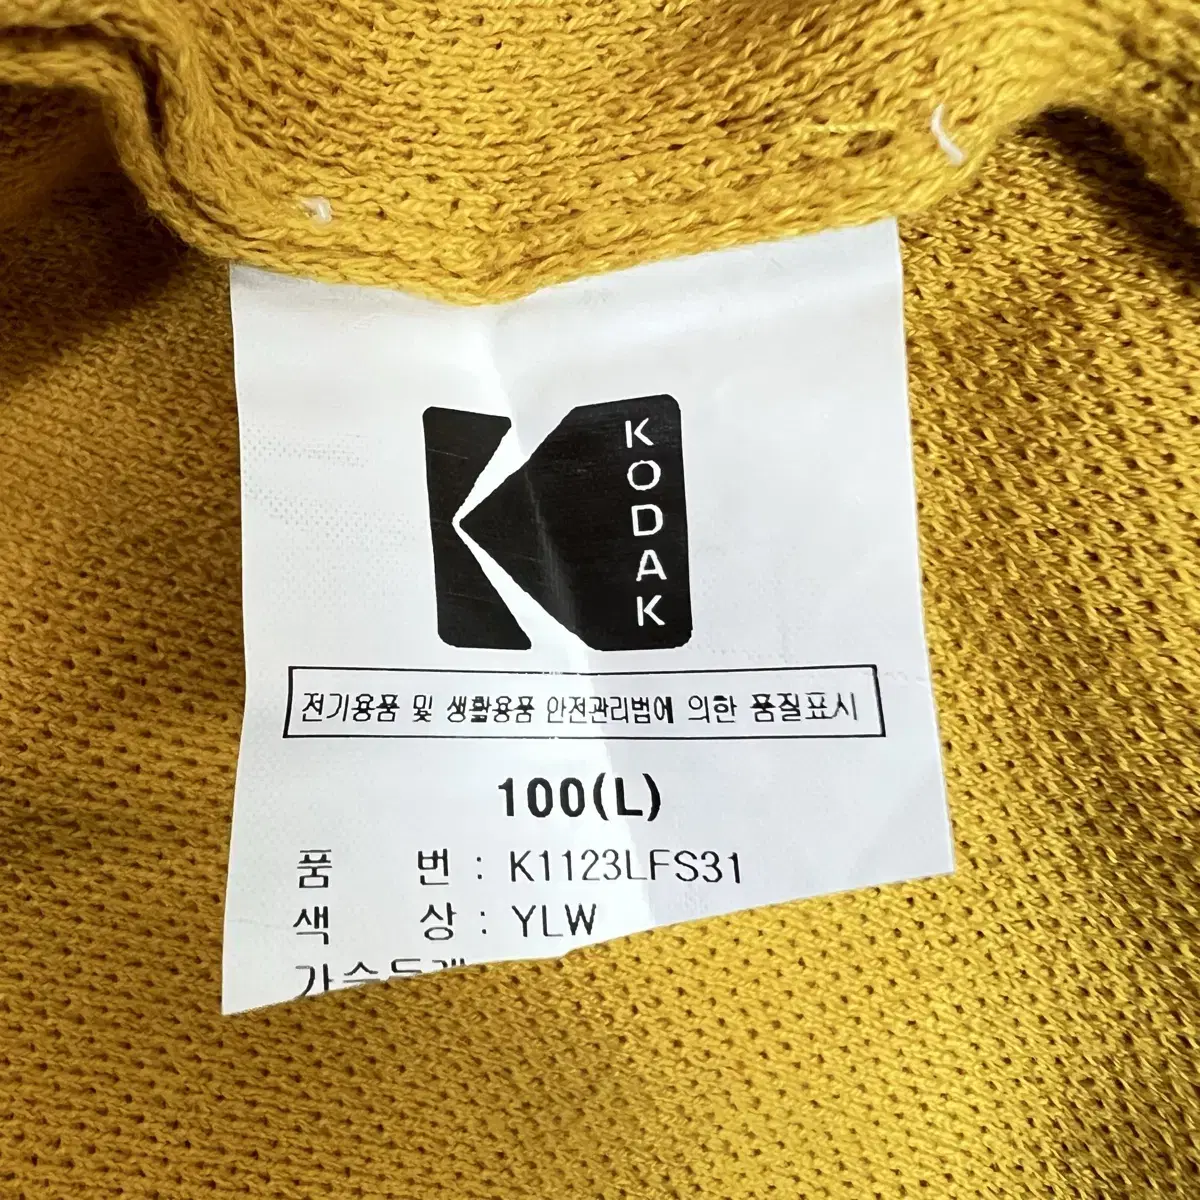 KODAK
전기용품 및 생활용품 안전관리법에 의한 품질표시
100(L)
품 번 : K1123LFS31
색 상 : YLW